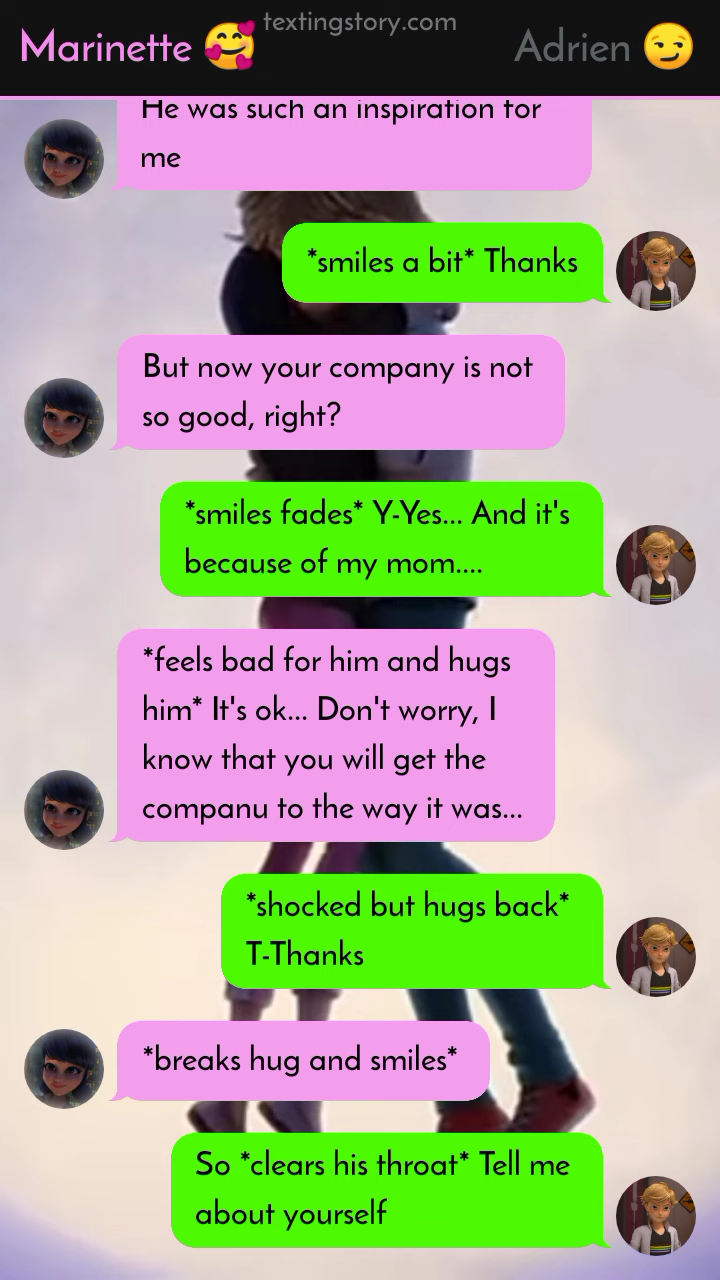 textingstory.com
Marinette 🥰
Adrien 😏
He was such an inspiration for
me
*smiles a bit* Thanks
But now your company is not
so good, right?
*smiles fades* Y-Yes... And it's
because of my mom....
*feels bad for him and hugs
him* It's ok... Don't worry, I
know that you will get the
companu to the way it was...
*shocked but hugs back*
T-Thanks
*breaks hug and smiles*
So *clears his throat* Tell me
about yourself